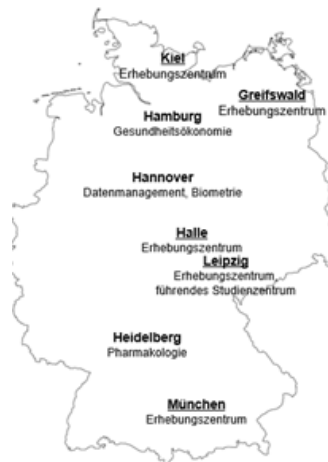 Kiel
Erhebungszentrum
Greifswald
Erhebungszentrum
Hamburg
Gesundheitsökonomie
Hannover
Datenmanagement, Biometrie
Halle
Erhebungszentrum
Leipzig
Erhebungszentrum,
führendes Studienzentrum
Heidelberg
Pharmakologie
München
Erhebungszentrum